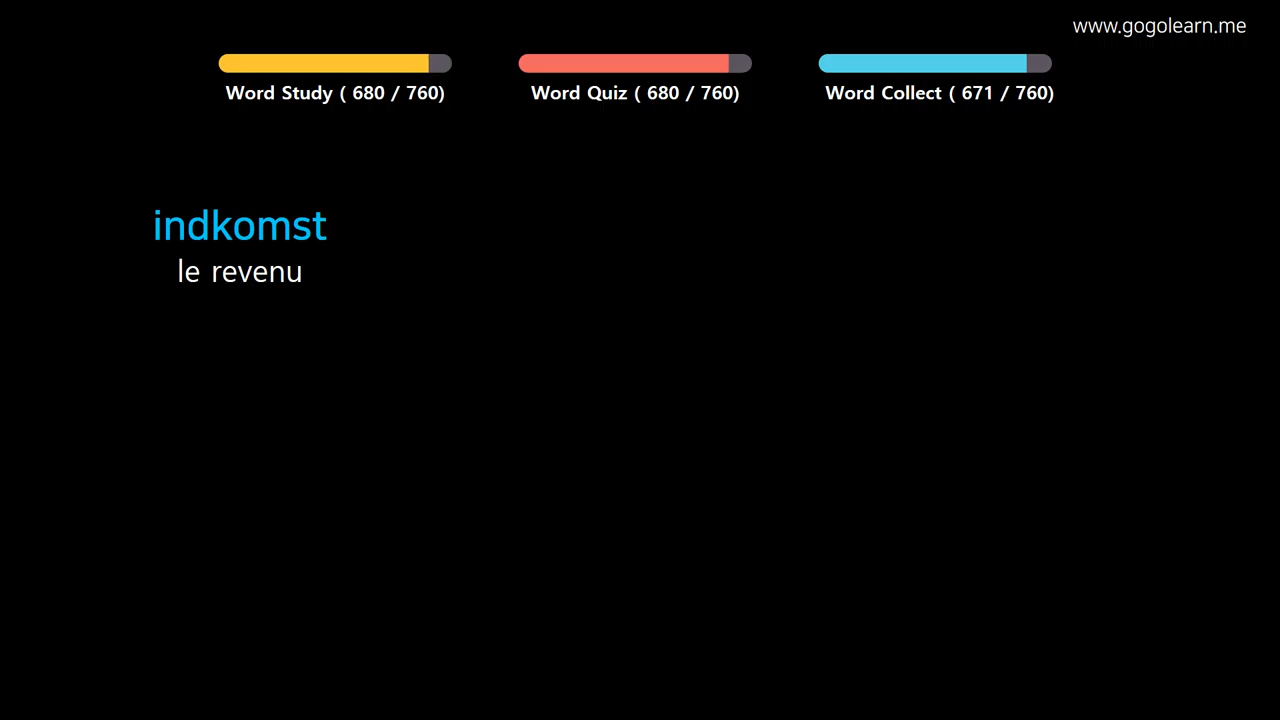 www.gogolearn.me
Word Study ( 680 / 760)
Word Quiz ( 680 / 760)
Word Collect ( 671 / 760)
indkomst
le revenu